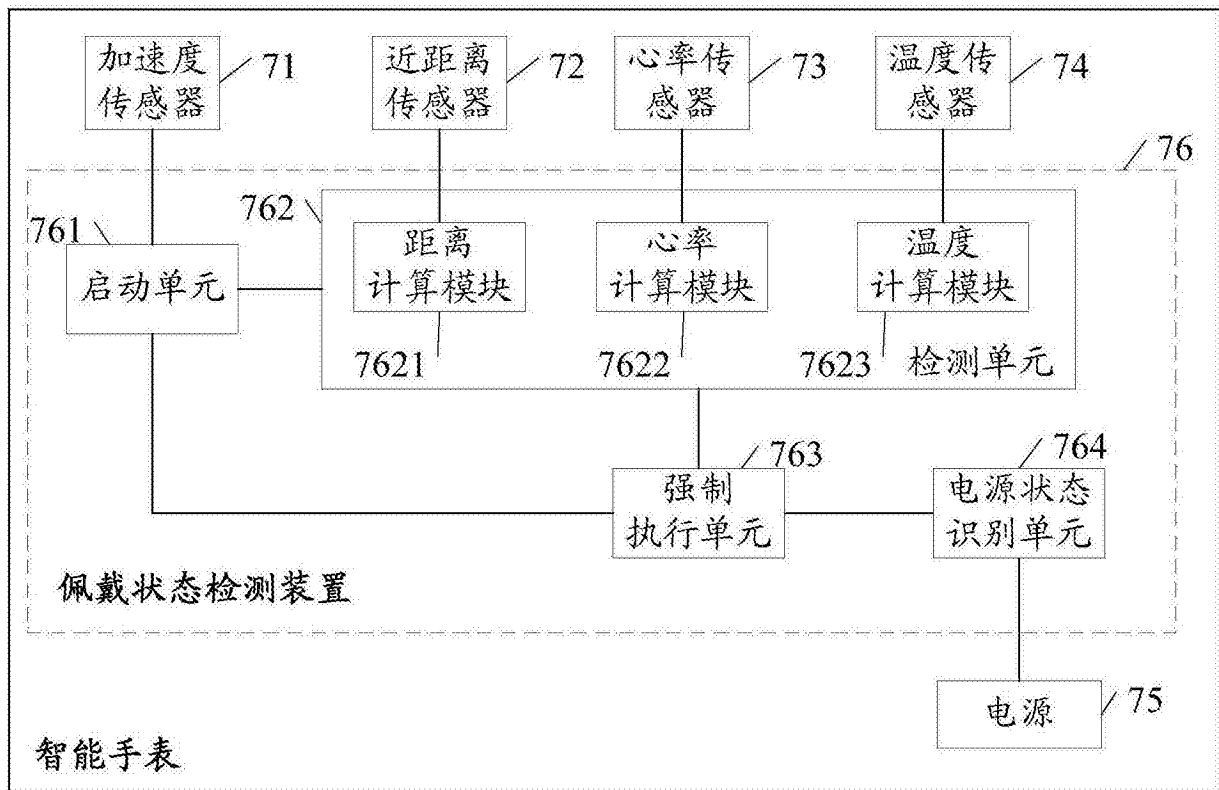 加速度
传感器
71
近距离
传感器
72
心率传
感器
73
温度传
感器
74
76
761
启动单元
762
距离
计算模块
7621
心率
计算模块
7622
温度
计算模块
7623
检测单元
763
强制
执行单元
764
电源状态
识别单元
佩戴状态检测装置
电源
75
智能手表